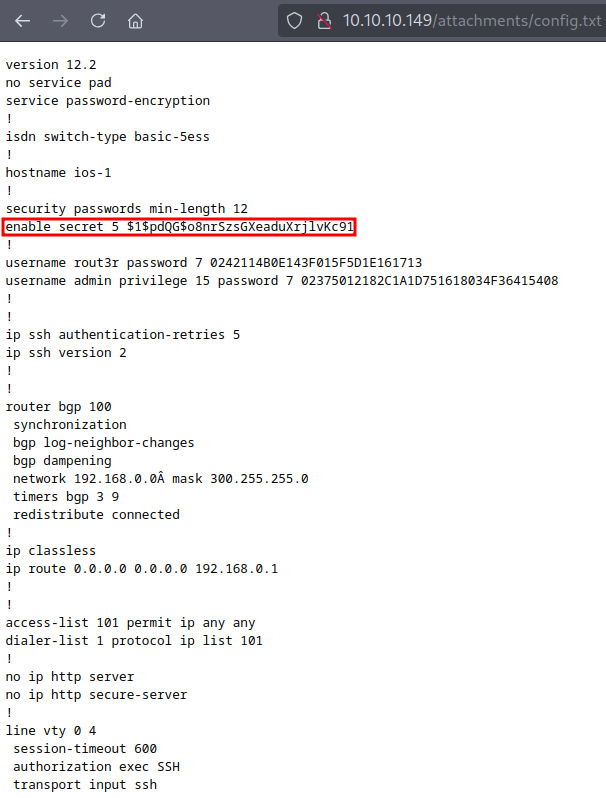 10.10.10.149/attachments/config.txt
version 12.2
no service pad
service password-encryption
!
isdn switch-type basic-5ess
!
hostname ios-1
!
security passwords min-length 12
enable secret 5 $1$pdQG$o8nrSzsGXeaduXrjlvKc91
!
username rout3r password 7 0242114B0E143F015F5D1E161713
username admin privilege 15 password 7 02375012182C1A1D751618034F36415408
!
!
ip ssh authentication-retries 5
ip ssh version 2
!
!
router bgp 100
 synchronization
 bgp log-neighbor-changes
 bgp dampening
 network 192.168.0.0Â mask 300.255.255.0
 timers bgp 3 9
 redistribute connected
!
ip classless
ip route 0.0.0.0 0.0.0.0 192.168.0.1
!
!
access-list 101 permit ip any any
dialer-list 1 protocol ip list 101
!
no ip http server
no ip http secure-server
!
line vty 0 4
 session-timeout 600
 authorization exec SSH
 transport input ssh